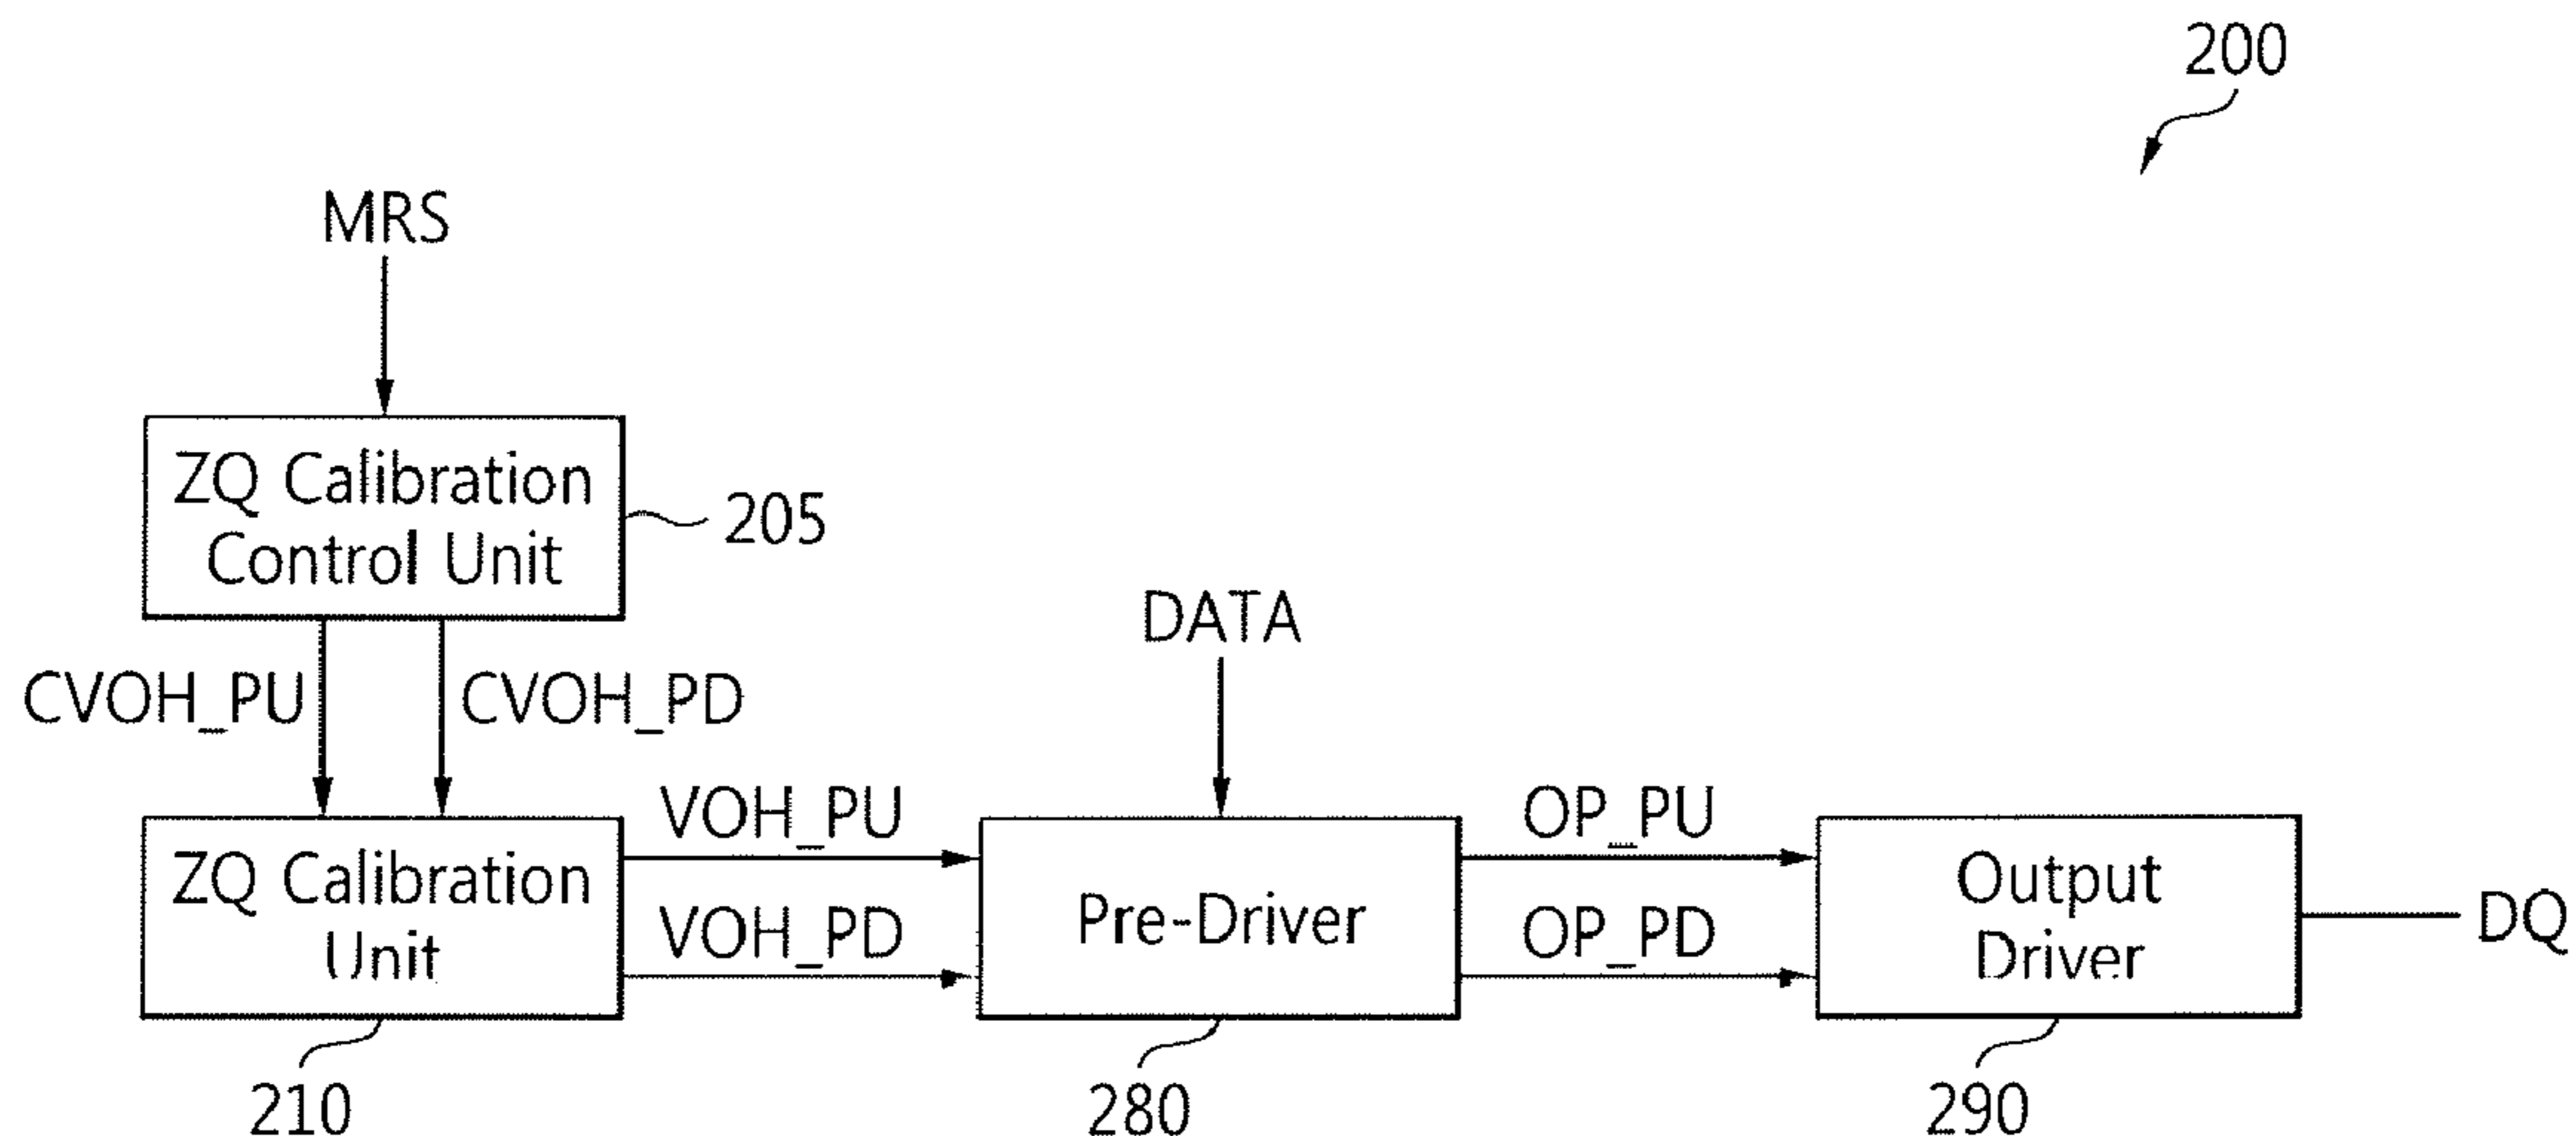 200
MRS
ZQ Calibration
Control Unit
205
DATA
CVOH_PU
CVOH_PD
VOH_PU
OP_PU
ZQ Calibration
Unit
VOH_PD
Pre-Driver
OP_PD
Output
Driver
DQ
210
280
290